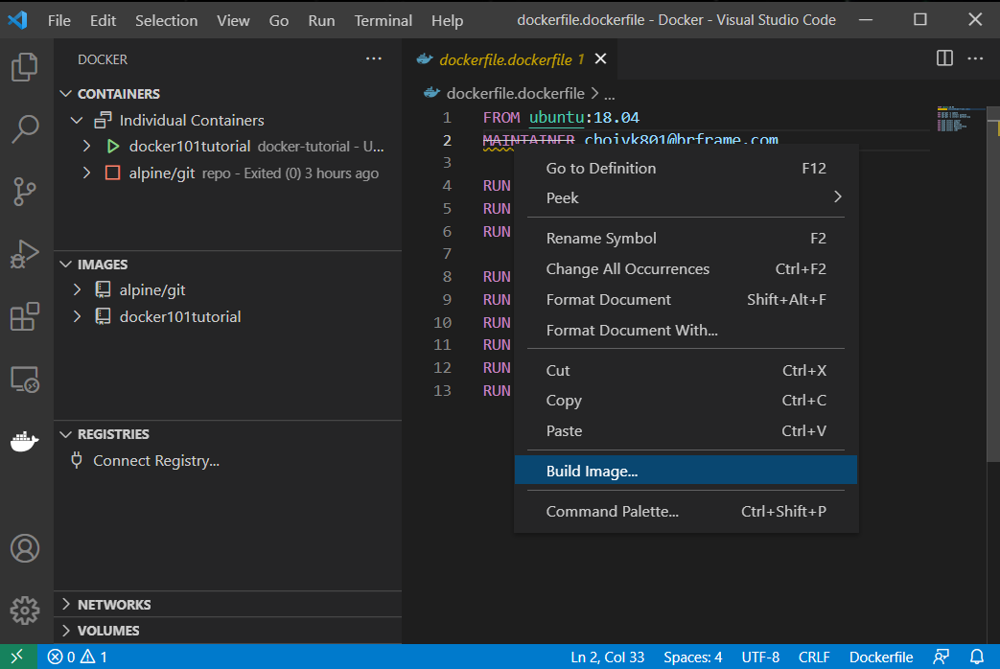 File Edit Selection View Go Run Terminal Help dockerfile.dockerfile - Docker - Visual Studio Code
DOCKER ···
CONTAINERS
Individual Containers
docker101tutorial docker-tutorial - U...
alpine/git repo - Exited (0) 3 hours ago
IMAGES
alpine/git
docker101tutorial
REGISTRIES
Connect Registry...
NETWORKS
VOLUMES
dockerfile.dockerfile 1
dockerfile.dockerfile > ...
1 FROM ubuntu:18.04
2 MAINTAINER choiyk801@brframe.com
3
4 RUN
5 RUN
6 RUN
7
8 RUN
9 RUN
10 RUN
11 RUN
12 RUN
13 RUN
Go to Definition F12
Peek
Rename Symbol F2
Change All Occurrences Ctrl+F2
Format Document Shift+Alt+F
Format Document With...
Cut Ctrl+X
Copy Ctrl+C
Paste Ctrl+V
Build Image...
Command Palette... Ctrl+Shift+P
0 1 Ln 2, Col 33 Spaces: 4 UTF-8 CRLF Dockerfile